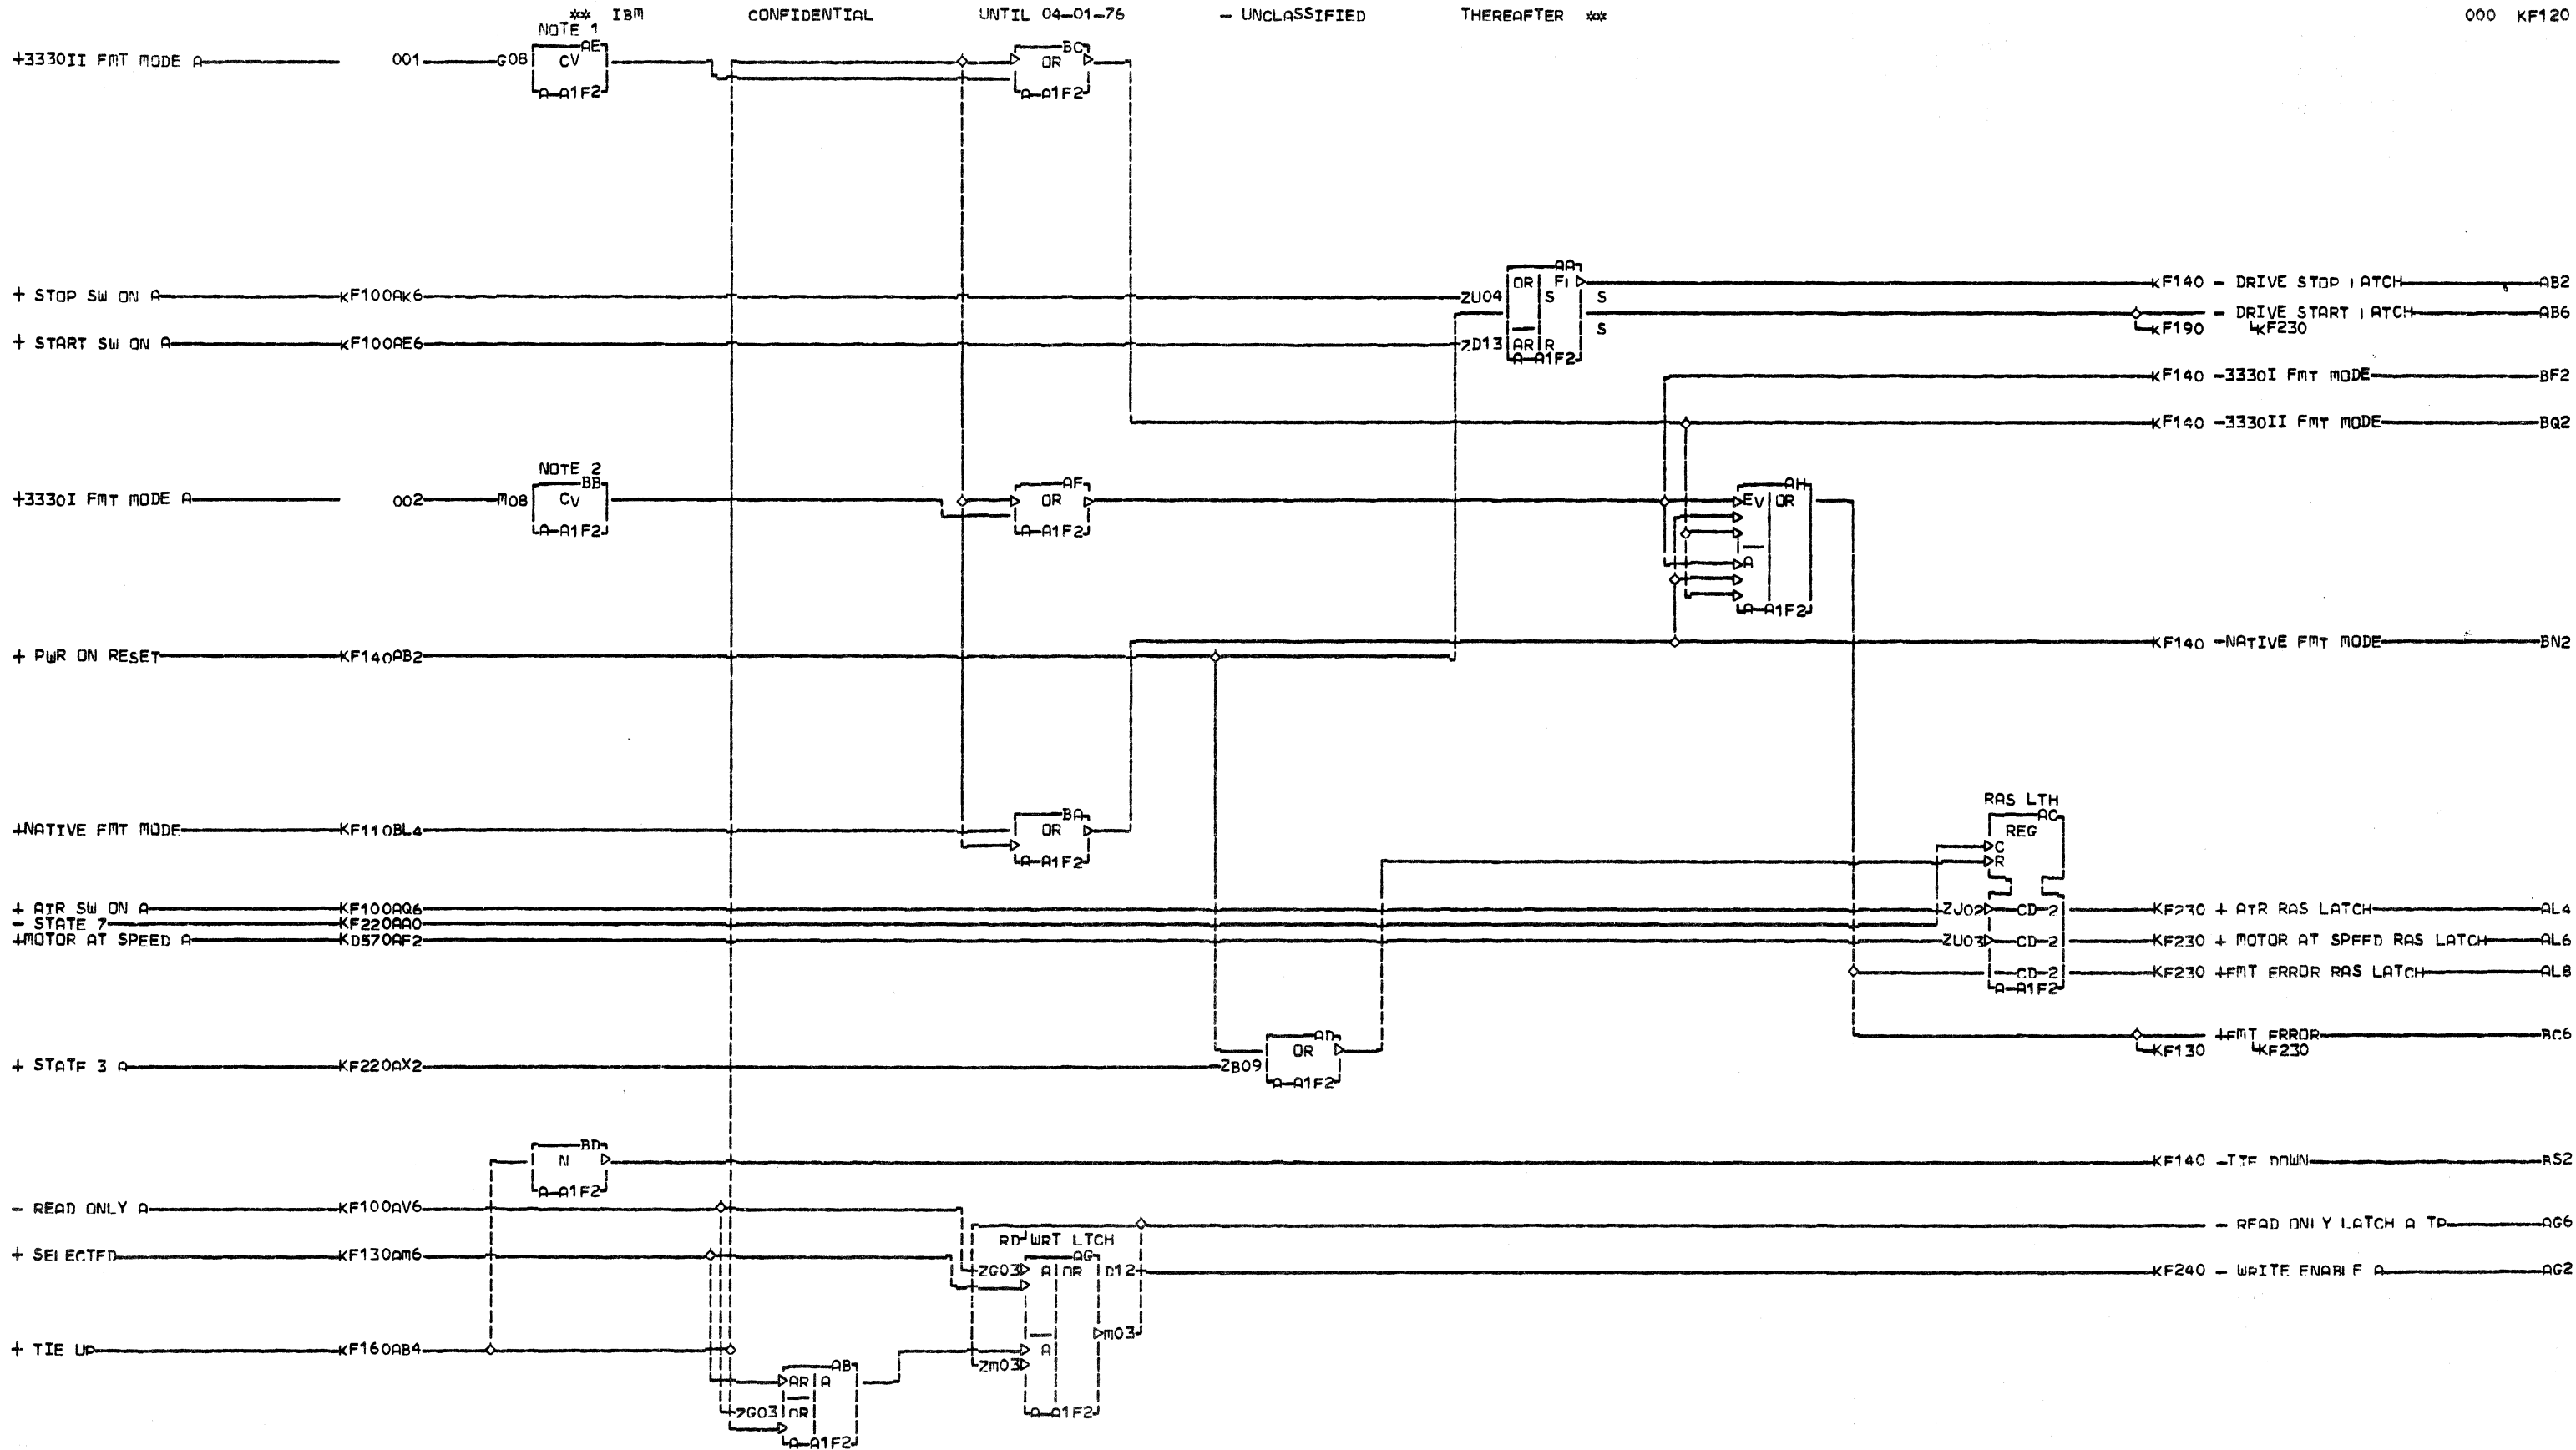 ** IBM CONFIDENTIAL UNTIL 04-01-76 - UNCLASSIFIED THEREAFTER ** 000 KF120
NOTE 1
AE BC
+3330II FMT MODE A 001 G08 CV OR
A-A1F2 A-A1F2
AA
+ STOP SW ON A KF100AK6 ZU04 OR S S KF140 - DRIVE STOP LATCH AB2
S KF140 - DRIVE START LATCH AB6
KF190 KF230
+ START SW ON A KF100AE6 ZD13 AR R
A-A1F2
KF140 -3330I FMT MODE BF2
KF140 -3330II FMT MODE BQ2
NOTE 2
BB AF AH
+3330I FMT MODE A 002 M08 CV OR EV OR
A-A1F2 A-A1F2
A
A-A1F2
KF140 -NATIVE FMT MODE BN2
+ PWR ON RESET KF140AB2
RAS LTH
BA AC
+NATIVE FMT MODE KF110BL4 OR REG
C
A-A1F2 R
+ ATR SW ON A KF100AQ6 ZJ02 CD-2 KF230 + ATR RAS LATCH AL4
- STATE 7 KF220AA0
+MOTOR AT SPEED A KD570AF2 ZU03 CD-2 KF230 + MOTOR AT SPEED RAS LATCH AL6
CD-2 KF230 +FMT ERROR RAS LATCH AL8
A-A1F2
AD +FMT ERROR BC6
OR KF130 KF230
+ STATE 3 A KF220AX2 ZB09
A-A1F2
BD
N KF140 -TIE DOWN BS2
A-A1F2
- READ ONLY A KF100AV6
- READ ONLY LATCH A TP AG6
RD WRT LTCH
+ SELECTED KF130AM6 AG
ZG03 A OR D12 KF240 - WRITE ENABLE A AG2
M03
+ TIE UP KF160AB4 A
AB ZM03
AR A
ZG03 OR A-A1F2
A-A1F2